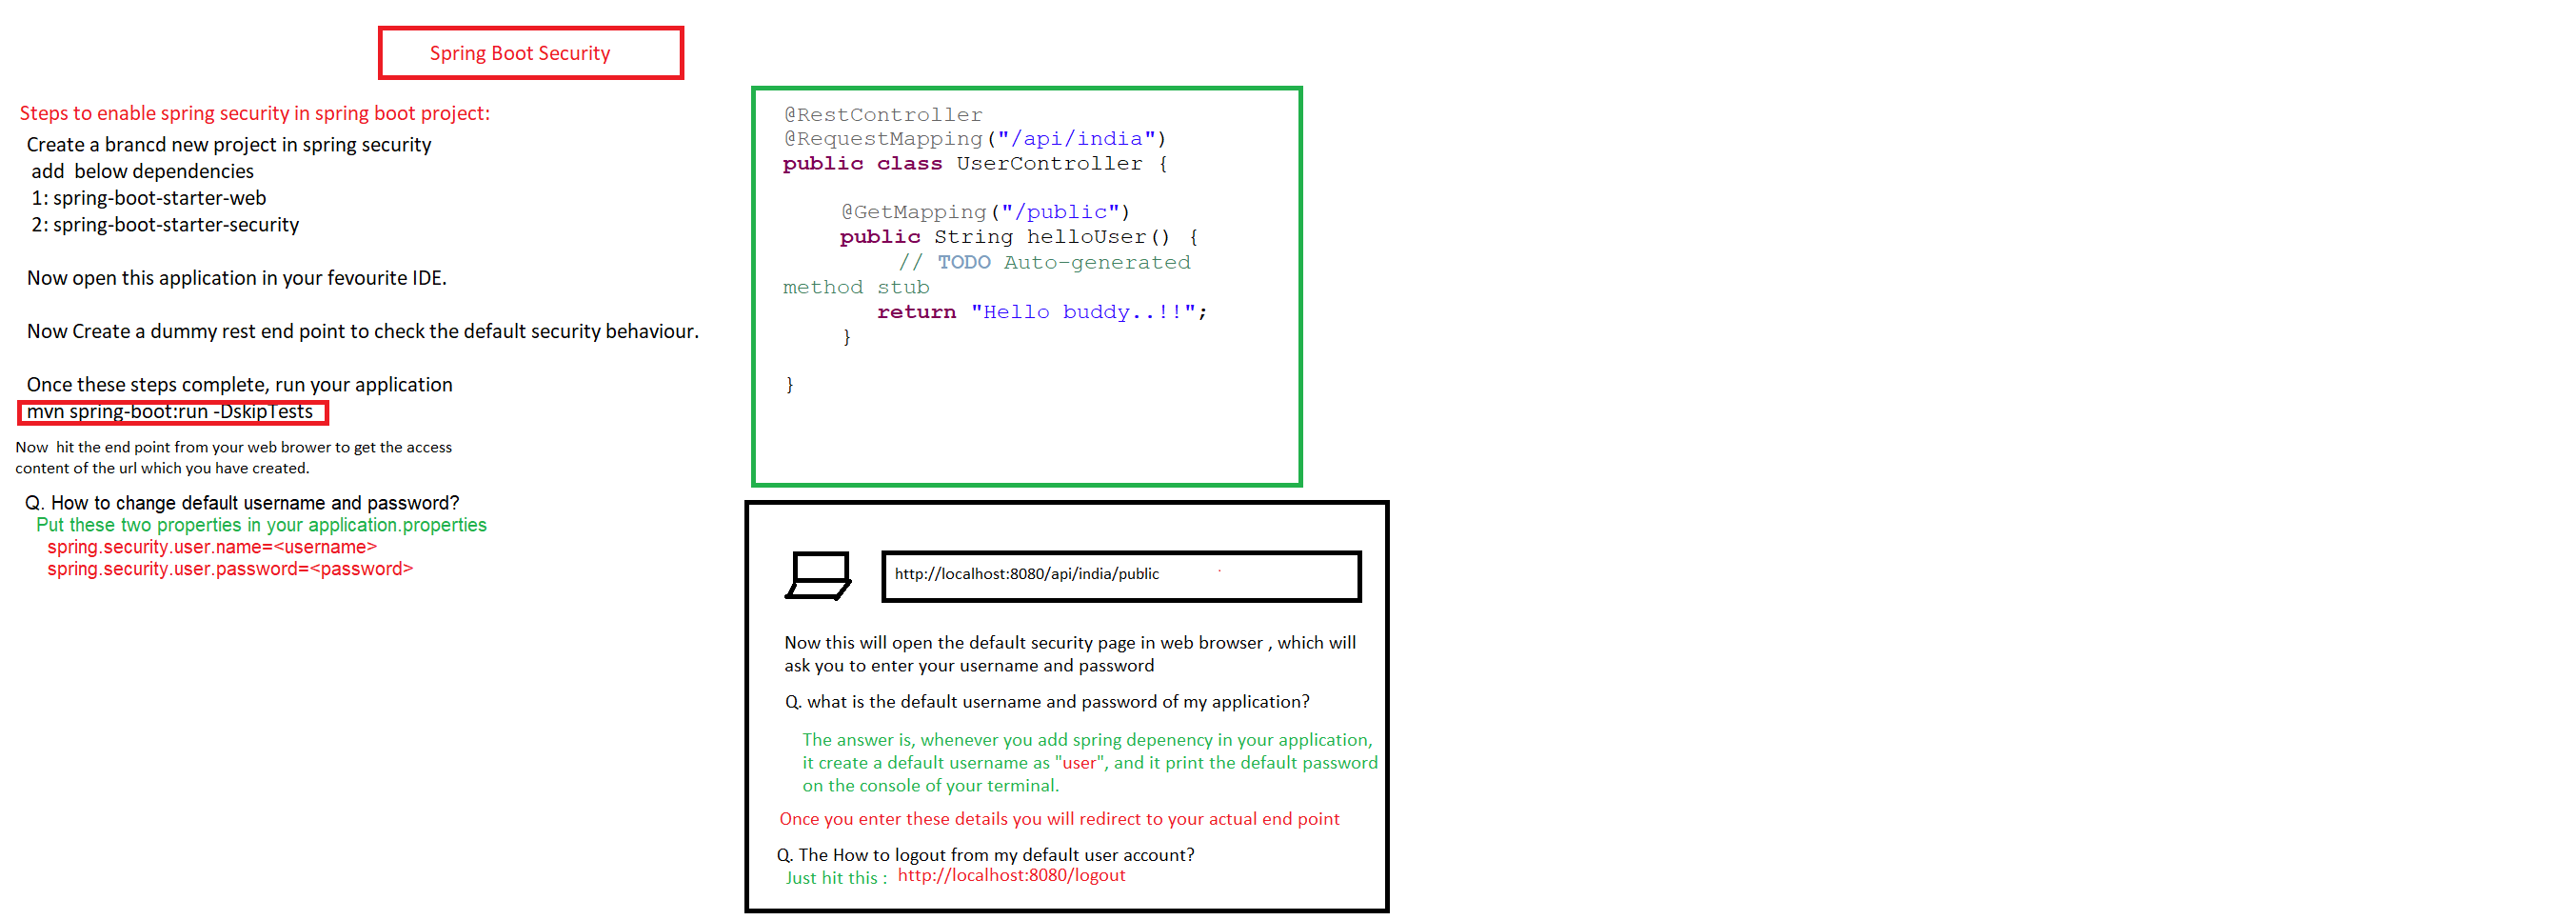 Spring Boot Security
Steps to enable spring security in spring boot project:
Create a brancd new project in spring security
add  below dependencies
1: spring-boot-starter-web
2: spring-boot-starter-security
Now open this application in your fevourite IDE.
Now Create a dummy rest end point to check the default security behaviour.
Once these steps complete, run your application
mvn spring-boot:run -DskipTests
Now  hit the end point from your web brower to get the access
content of the url which you have created.
Q. How to change default username and password?
Put these two properties in your application.properties
spring.security.user.name=<username>
spring.security.user.password=<password>
@RestController
@RequestMapping("/api/india")
public class UserController {
@GetMapping("/public")
public String helloUser() {
// TODO Auto-generated
method stub
return "Hello buddy..!!";
}
}
http://localhost:8080/api/india/public
Now this will open the default security page in web browser , which will
ask you to enter your username and password
Q. what is the default username and password of my application?
The answer is, whenever you add spring depenency in your application,
it create a default username as "user", and it print the default password
on the console of your terminal.
Once you enter these details you will redirect to your actual end point
Q. The How to logout from my default user account?
Just hit this : http://localhost:8080/logout